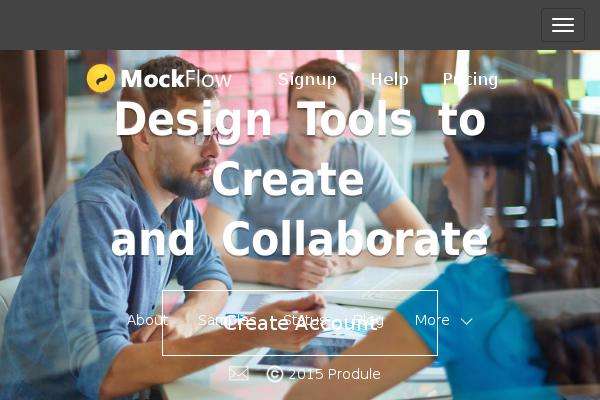 MockFlow
Signup Help Pricing
Design Tools to
Create
and Collaborate
About Samples Status Blog More
Create Account
© 2015 Produle